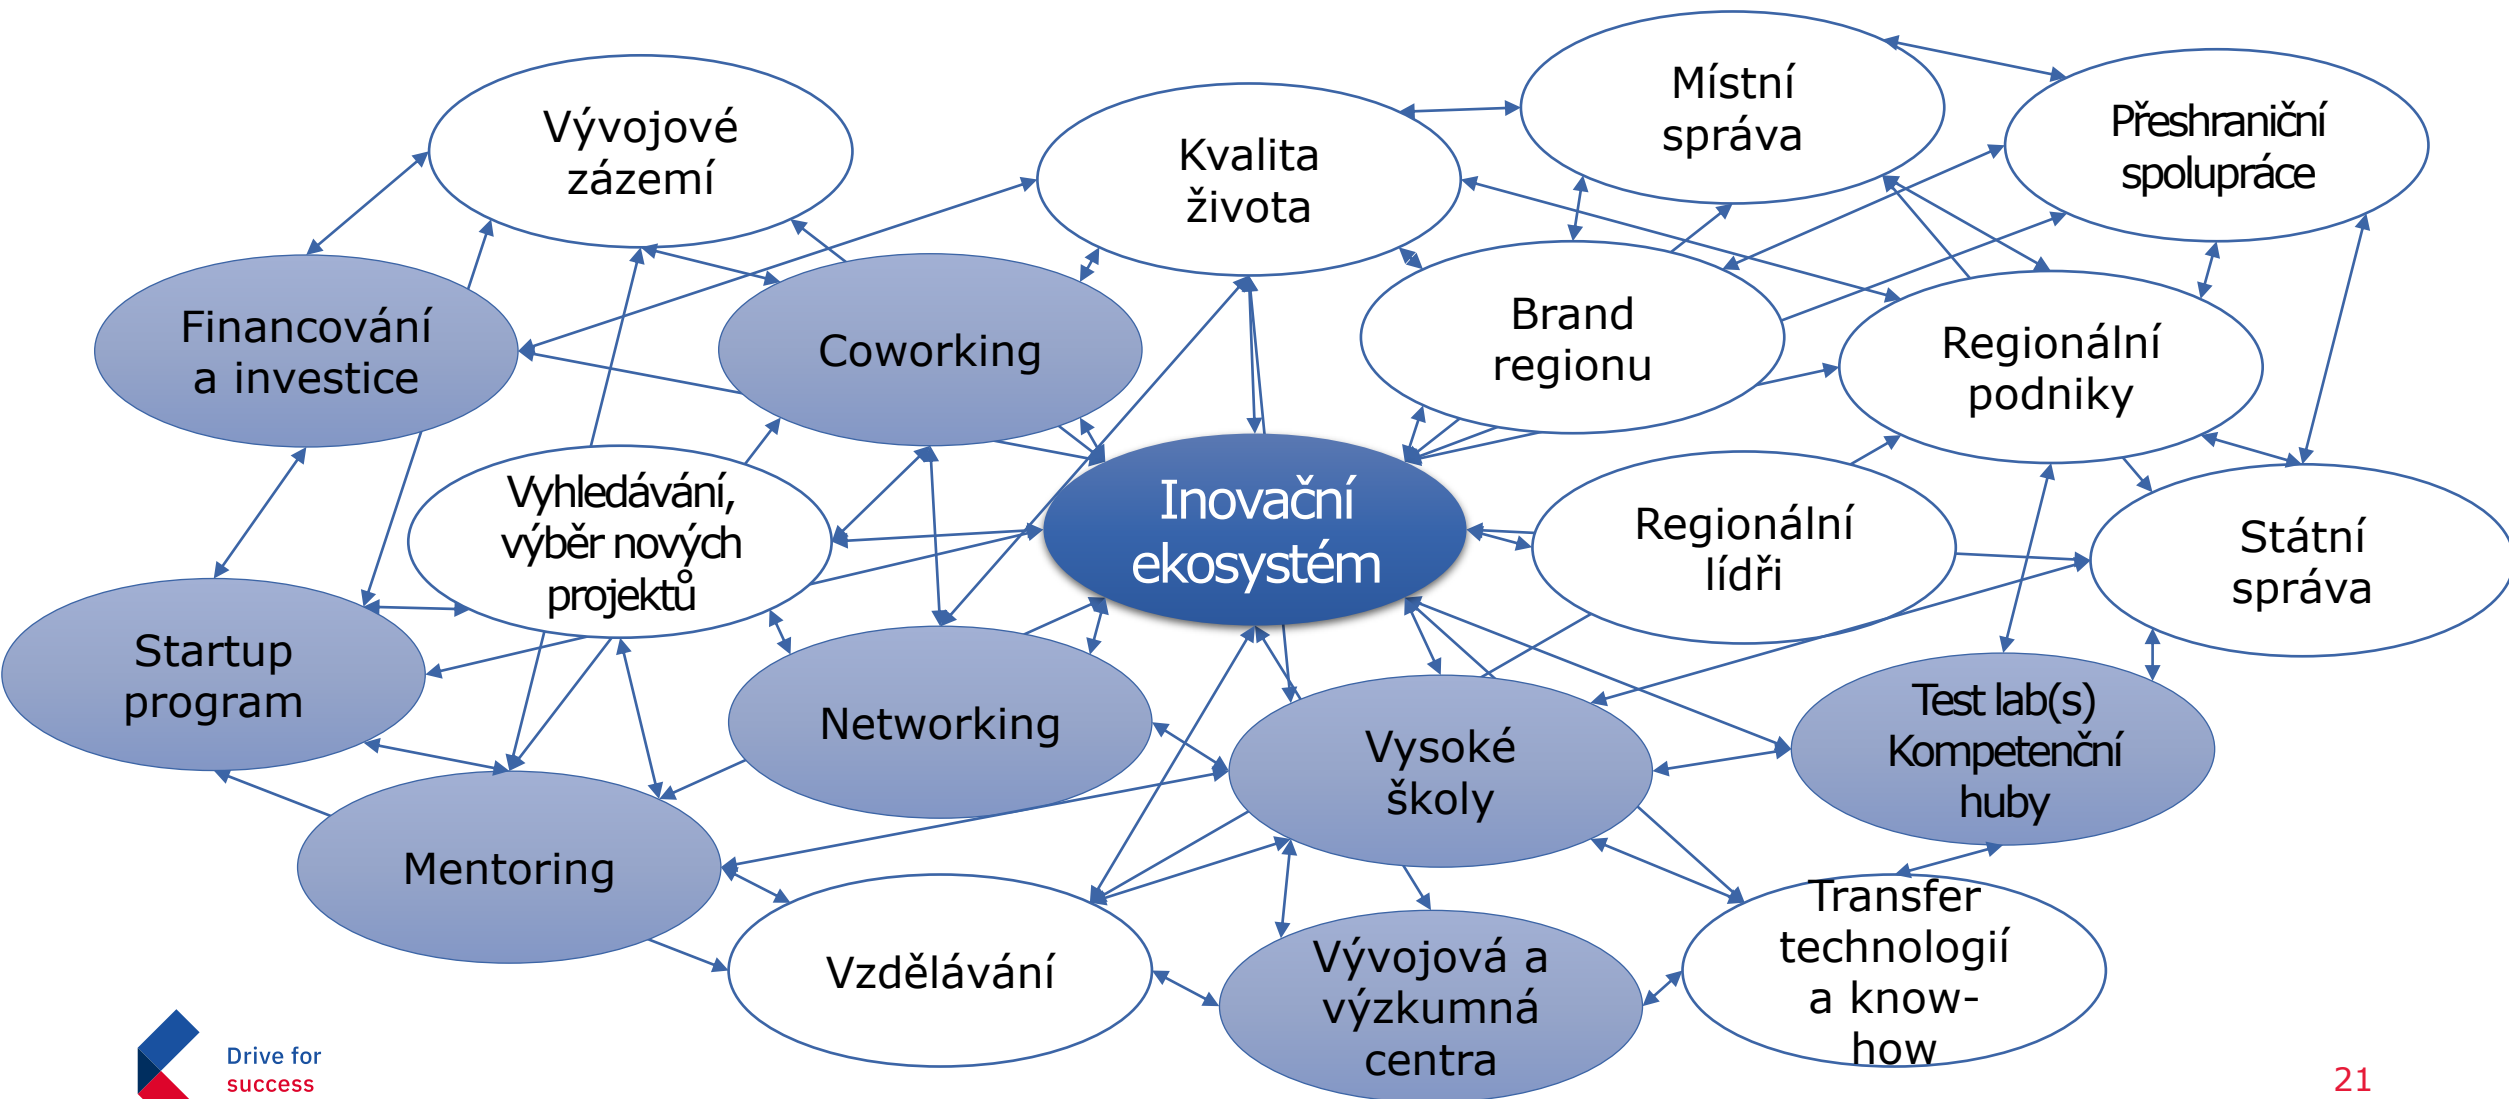 Místní
správa
Vývojové
zázemí
Kvalita
života
Přeshraniční
spolupráce
Financování
a investice
Coworking
Brand
regionu
Regionální
podniky
Vyhledávání,
výběr nových
projektů
Inovační
ekosystém
Regionální
lídři
Státní
správa
Startup
program
Networking
Vysoké
školy
Test lab(s)
Kompetenční
huby
Mentoring
Vzdělávání
Vývojová a
výzkumná
centra
Transfer
technologií
a know-
how
Drive for
success
21